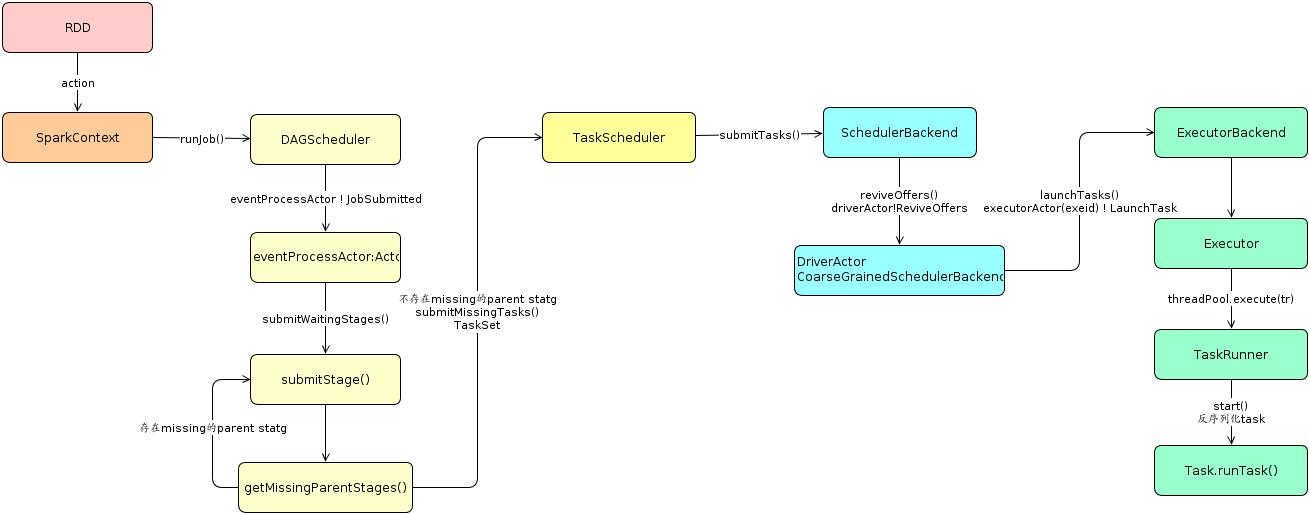 RDD
action
SparkContext
runJob()
DAGScheduler
eventProcessActor ! JobSubmitted
eventProcessActor:Acto
submitWaitingStages()
submitStage()
存在missing的parent statg
getMissingParentStages()
不存在missing的parent statg
submitMissingTasks()
TaskSet
TaskScheduler
submitTasks()
SchedulerBackend
reviveOffers()
driverActor!ReviveOffers
DriverActor
CoarseGrainedSchedulerBackend
launchTasks()
executorActor(exeid) ! LaunchTask
ExecutorBackend
Executor
threadPool.execute(tr)
TaskRunner
start()
反序列化task
Task.runTask()